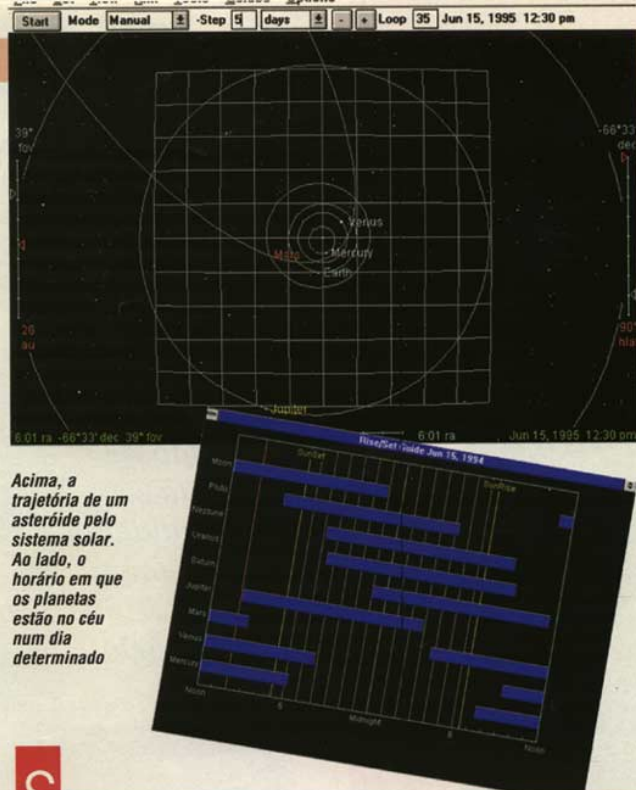 Start Mode Manual -Step 5 days - + Loop 35 Jun 15, 1995 12:30 pm
39°
fov
-66°33'
dec
Venus
Mars
Mercury
Earth
26
au
90°
Jupiter
6:01 ra -66°33' dec 39° fov
6:01 ra
Jun 15, 1995 12:30 pm
Acima, a
trajetória de um
asteróide pelo
sistema solar.
Ao lado, o
horário em que
os planetas
estão no céu
num dia
determinado
Rise/Set Guide Jun 15, 1994
SunSet
SunRise
Moon
Pluto
Neptune
Uranus
Saturn
Jupiter
Mars
Venus
Mercury
Noon
6
Midnight
6
Noon